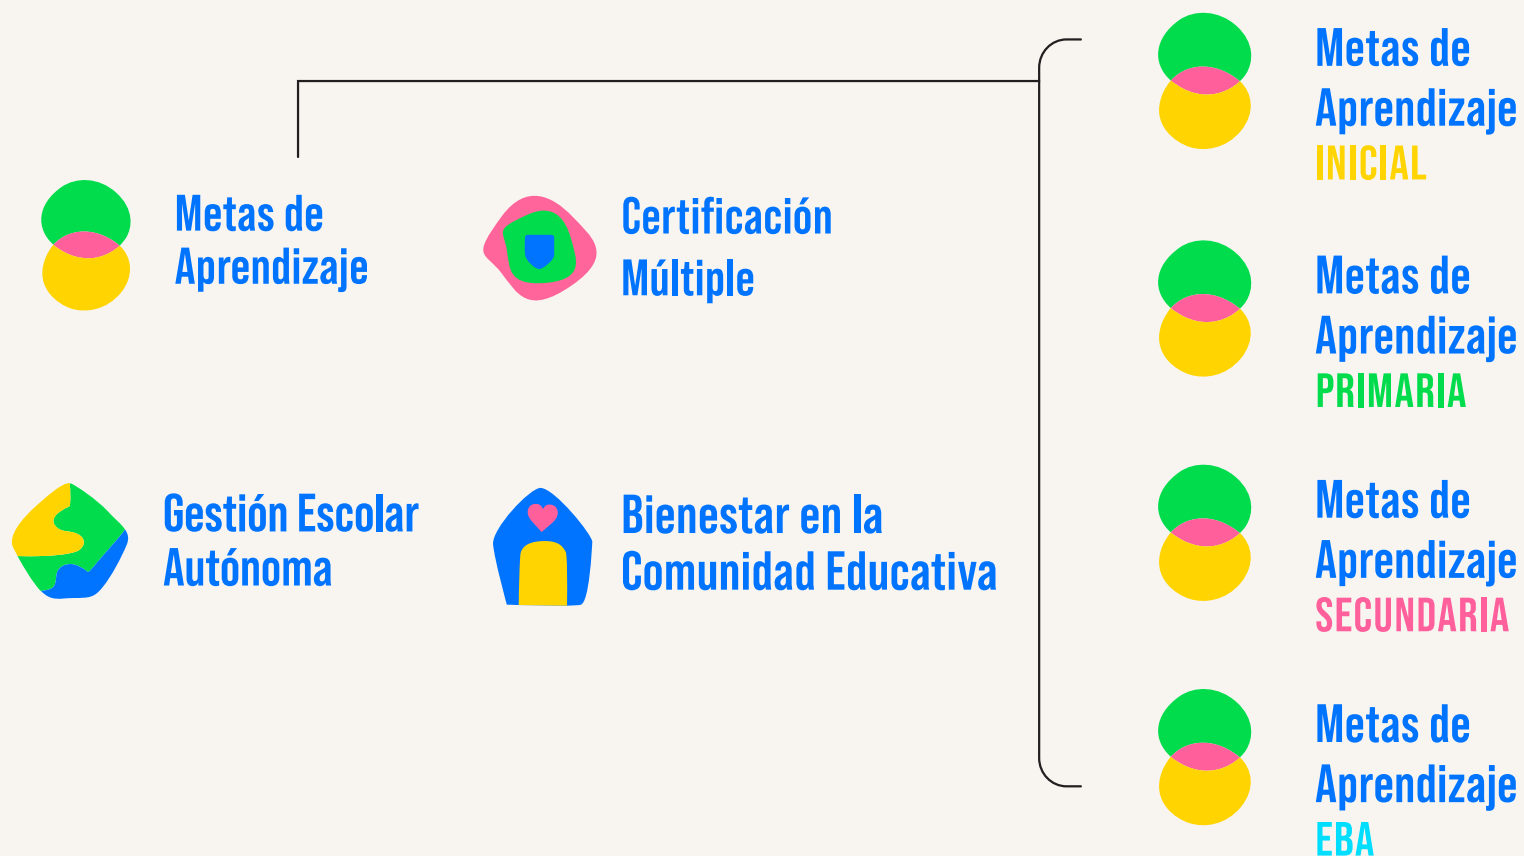 Metas de
Aprendizaje
Certificación
Múltiple
Gestión Escolar
Autónoma
Bienestar en la
Comunidad Educativa
Metas de
Aprendizaje
INICIAL
Metas de
Aprendizaje
PRIMARIA
Metas de
Aprendizaje
SECUNDARIA
Metas de
Aprendizaje
EBA